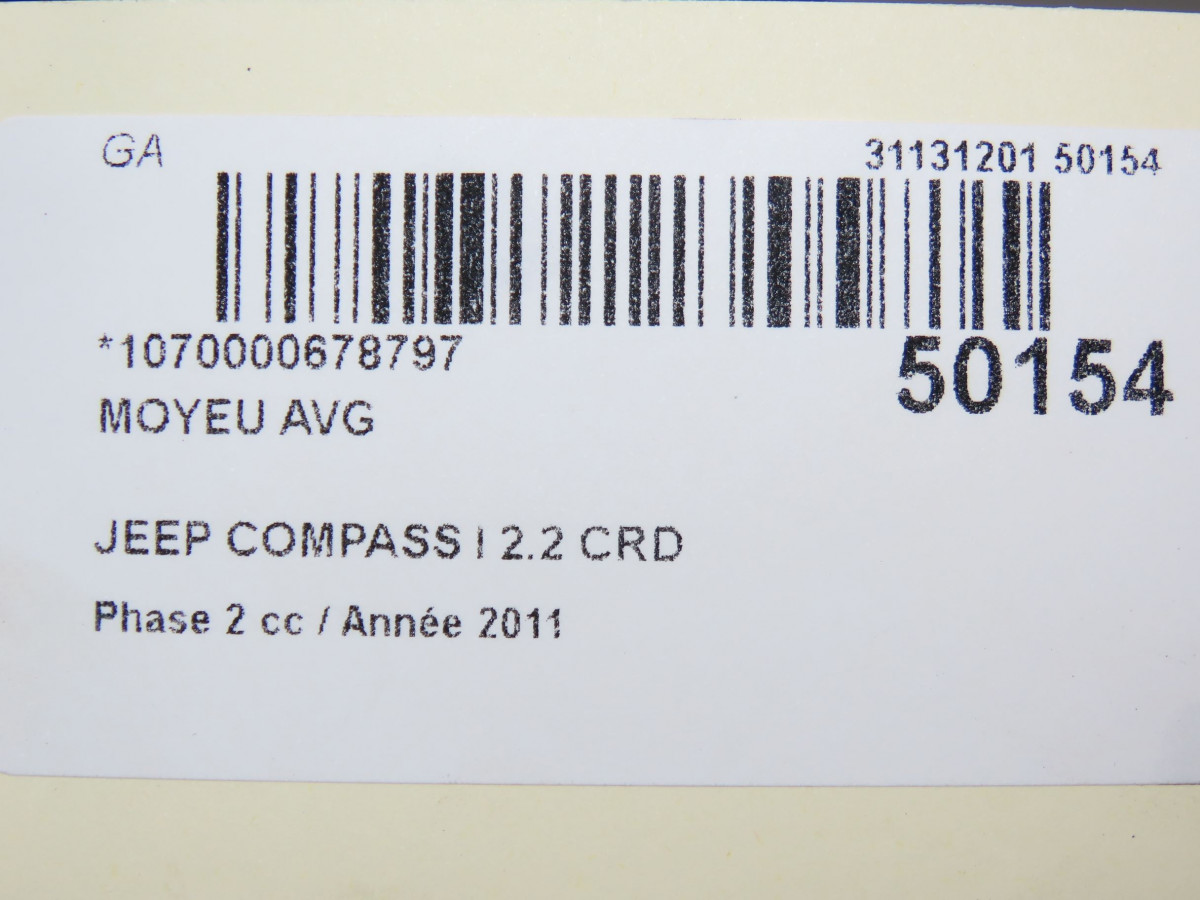 GA
31131201 50154
*1070000678797
50154
MOYEU AVG
JEEP COMPASS I 2.2 CRD
Phase 2 cc / Année 2011